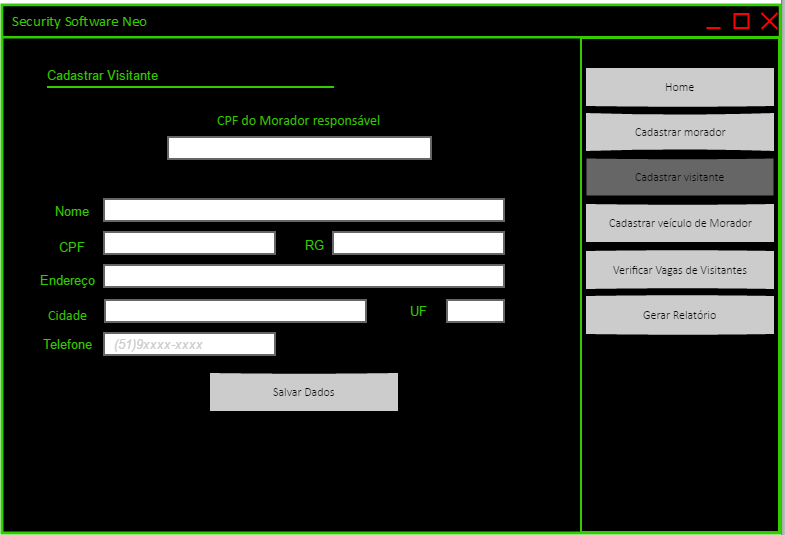 Security Software Neo
Cadastrar Visitante
CPF do Morador responsável
Nome
CPF
RG
Endereço
Cidade
UF
Telefone
(51)9xxxx-xxxx
Salvar Dados
Home
Cadastrar morador
Cadastrar visitante
Cadastrar veículo de Morador
Verificar Vagas de Visitantes
Gerar Relatório